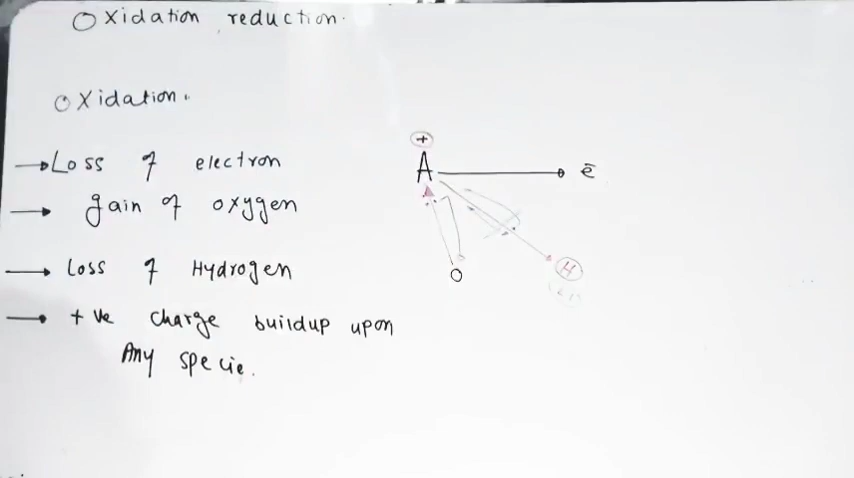 Oxidation reduction.
Oxidation.
→ Loss of electron
→ gain of oxygen
→ Loss of Hydrogen
→ +ve charge buildup upon
Any specie.
+
A → ē
H
O